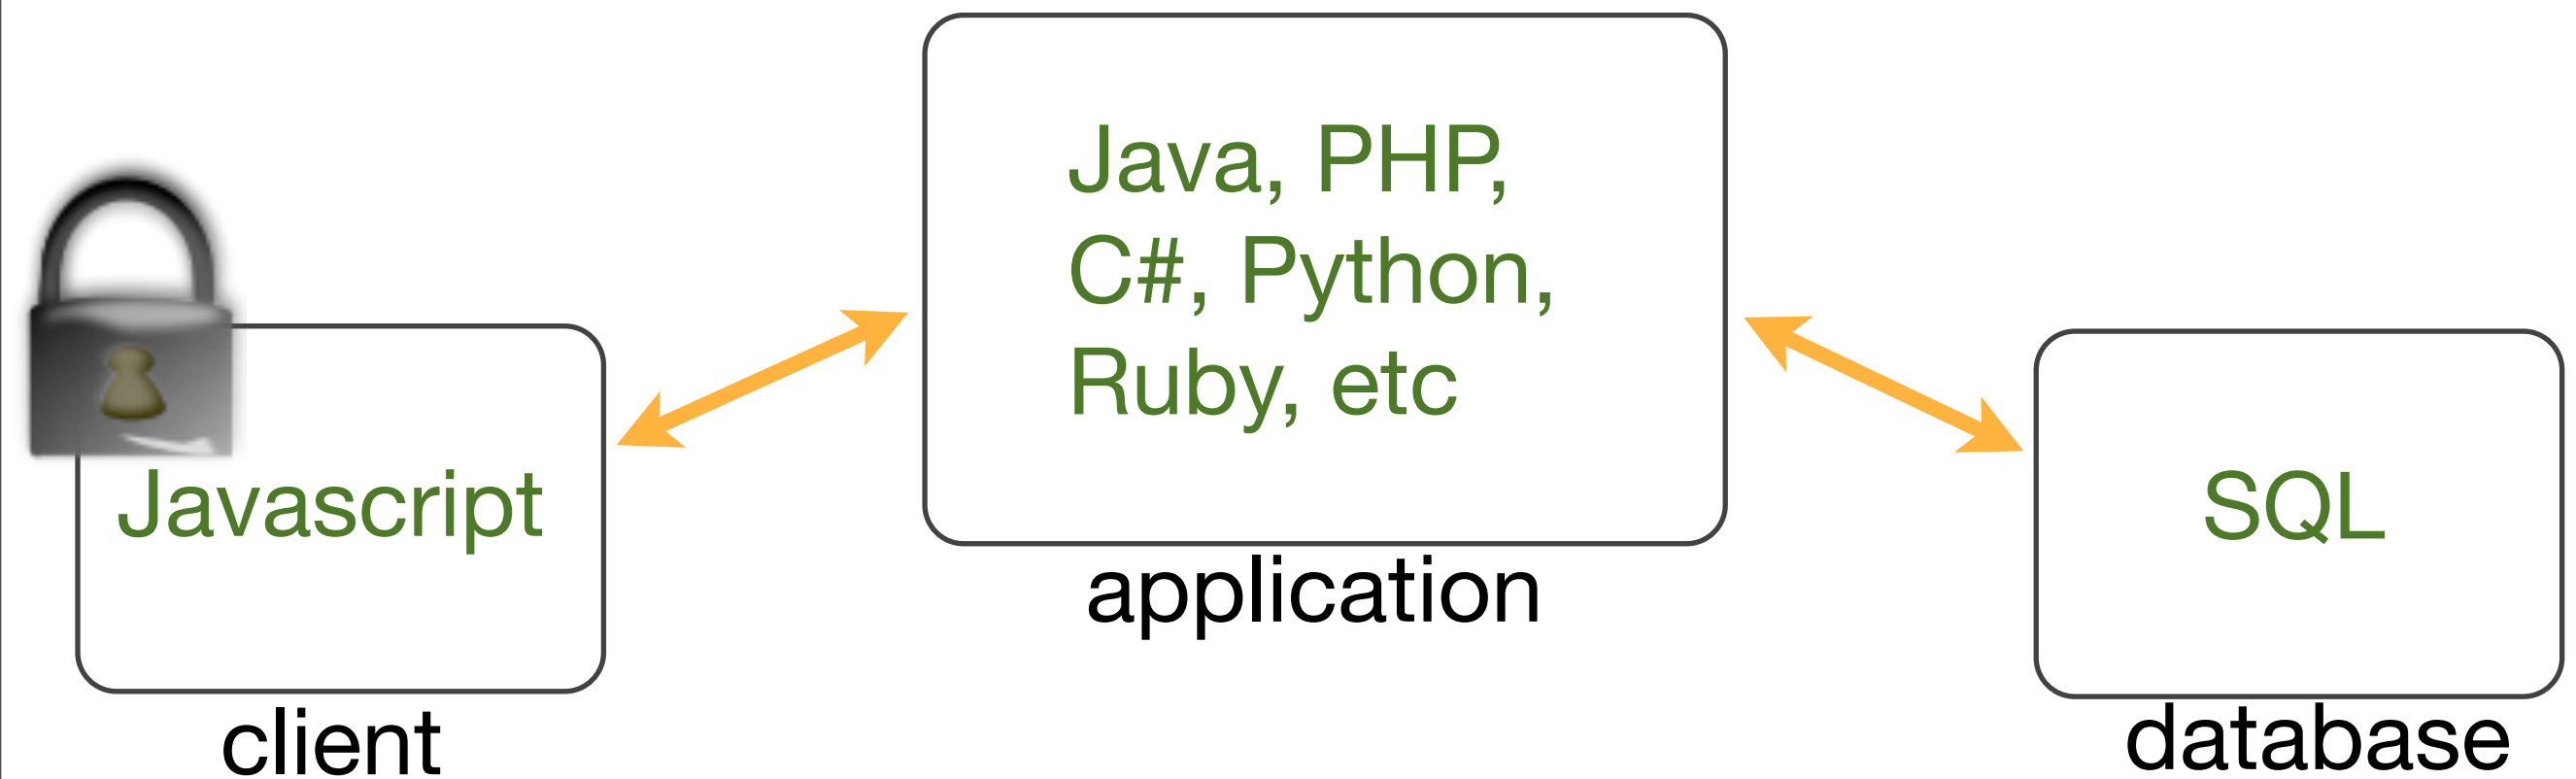 Javascript
client
Java, PHP,
C#, Python,
Ruby, etc
application
SQL
database